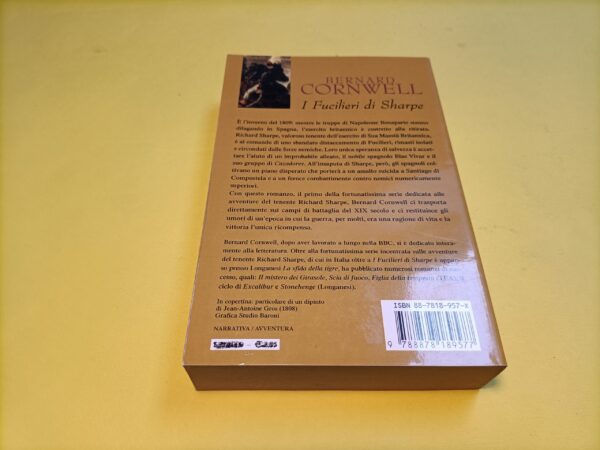 BERNARD
CORNWELL
I Fucilieri di Sharpe
È l'inverno del 1809: mentre le truppe di Napoleone Bonaparte stanno
dilagando in Spagna, l'esercito britannico è costretto alla ritirata.
Richard Sharpe, valoroso tenente dell'esercito di Sua Maestà Britannica,
è al comando di uno sbandato distaccamento di Fucilieri, rimasti isolati
e circondati dalle forze nemiche. Loro unica speranza di salvezza è accet-
tare l'aiuto di un improbabile alleato, il nobile spagnolo Blas Vivar e il
suo gruppo di Cazadores. All'insaputa di Sharpe, però, gli spagnoli col-
tivano un piano disperato che porterà a un assalto suicida a Santiago di
Compostela e a un feroce combattimento contro nemici numericamente
superiori.
Con questo romanzo, il primo della fortunatissima serie dedicata alle
avventure del tenente Richard Sharpe, Bernard Cornwell ci trasporta
direttamente sui campi di battaglia del XIX secolo e ci restituisce gli
umori di un'epoca in cui la guerra, per molti, era una ragione di vita e la
vittoria l'unica ricompensa.
Bernard Cornwell, dopo aver lavorato a lungo nella BBC, si è dedicato intera-
mente alla letteratura. Oltre alla fortunatissima serie incentrata sulle avventure
del tenente Richard Sharpe, di cui in Italia oltre a I Fucilieri di Sharpe è appar-
so presso Longanesi La sfida della tigre, ha pubblicato numerosi romanzi di suc-
cesso, quali: Il mistero dei Girasole, Scia di fuoco, Figlia della tempesta (TEA), il
ciclo di Excalibur e Stonehenge (Longanesi).
In copertina: particolare di un dipinto
di Jean-Antoine Gros (1808)
Grafica Studio Baroni
NARRATIVA / AVVENTURA
ISBN 88-7818-957-X
9 788878 189577